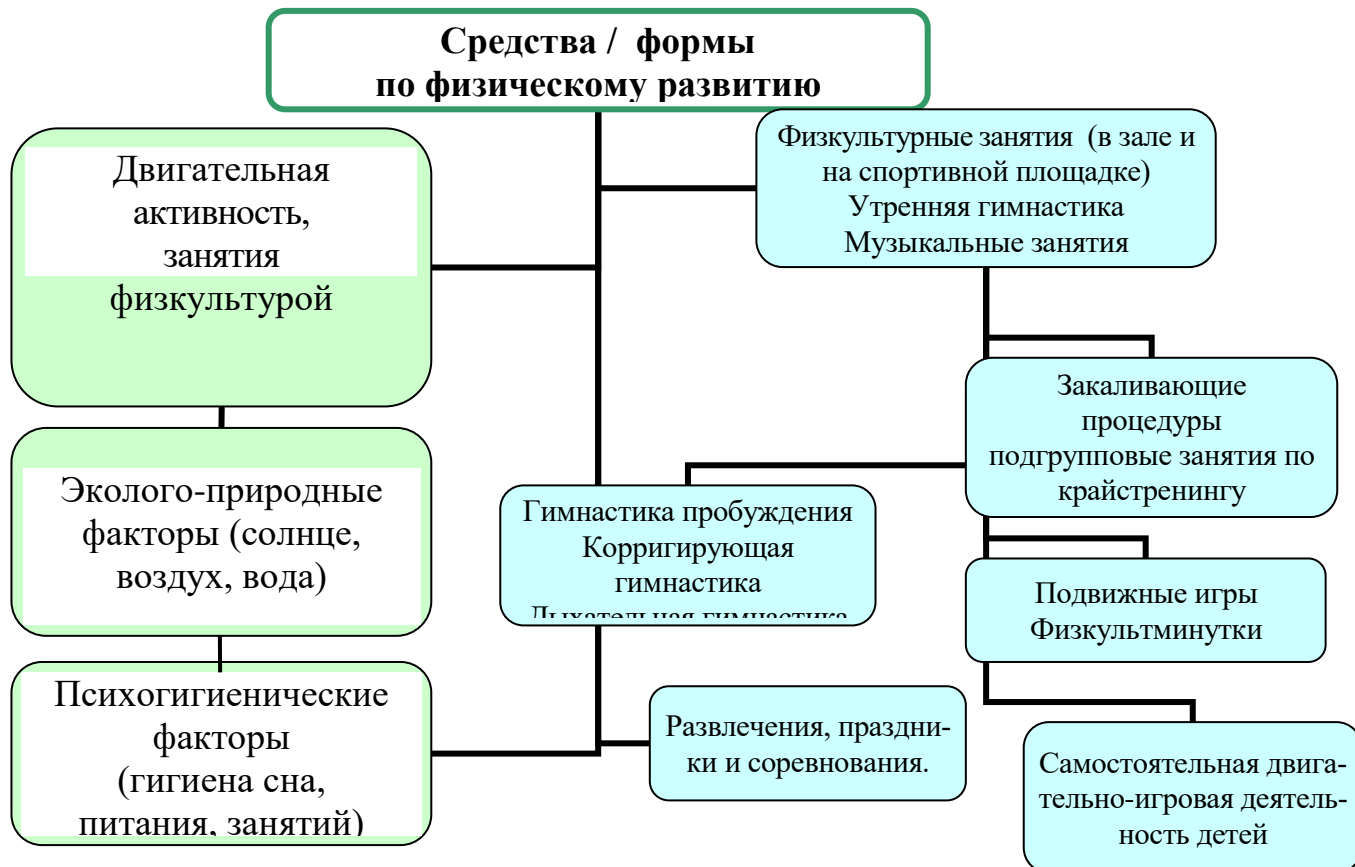 Средства / формы
по физическому развитию
Двигательная
активность,
занятия
физкультурой
Эколого-природные
факторы (солнце,
воздух, вода)
Психогигиенические
факторы
(гигиена сна,
питания, занятий)
Физкультурные занятия (в зале и
на спортивной площадке)
Утренняя гимнастика
Музыкальные занятия
Закаливающие
процедуры
подгрупповые занятия по
крайстренингу
Гимнастика пробуждения
Корригирующая
гимнастика
Дыхательная гимнастика
Подвижные игры
Физкультминутки
Развлечения, праздни-
ки и соревнования.
Самостоятельная двига-
тельно-игровая деятель-
ность детей